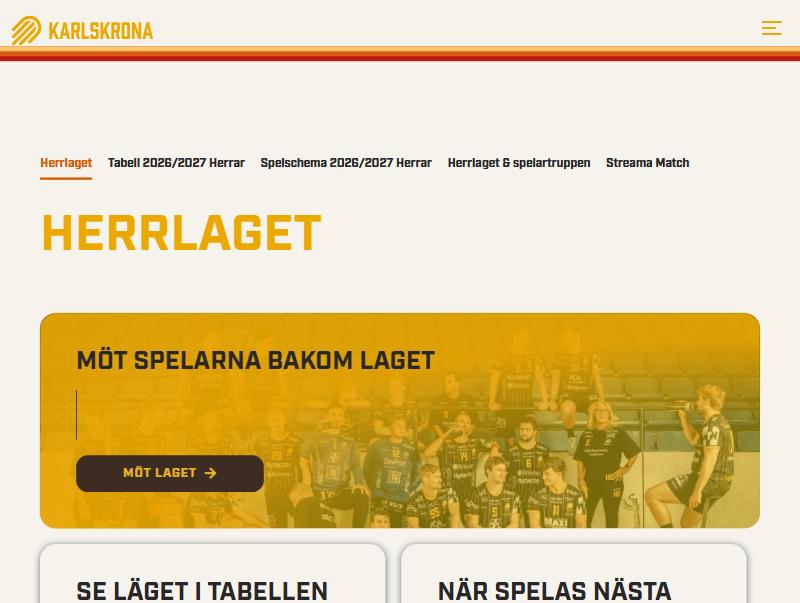 KARLSKRONA
Herrlaget Tabell 2026/2027 Herrar Spelschema 2026/2027 Herrar Herrlaget & spelartruppen Streama Match
HERRLAGET
MÖT SPELARNA BAKOM LAGET
MÖT LAGET →
SE LÄGET I TABELLEN
NÄR SPELAS NÄSTA